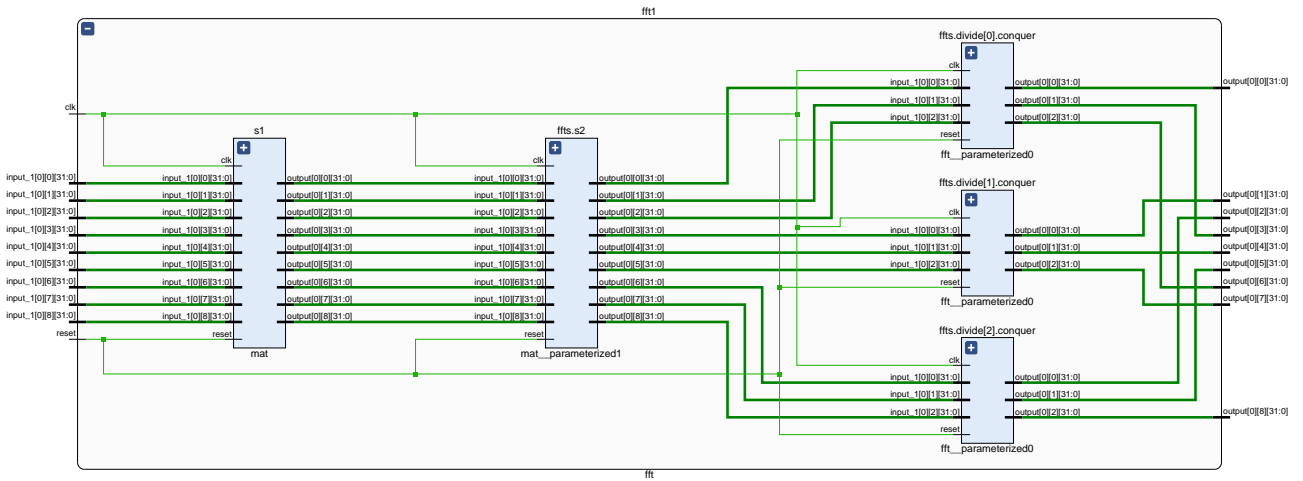 fft1
ffts.divide[0].conquer
clk
input_1[0][0][31:0]
input_1[0][1][31:0]
input_1[0][2][31:0]
reset
output[0][0][31:0]
output[0][1][31:0]
output[0][2][31:0]
fft__parameterized0
output[0][0][31:0]
clk
s1
clk
input_1[0][0][31:0]
input_1[0][1][31:0]
input_1[0][2][31:0]
input_1[0][3][31:0]
input_1[0][4][31:0]
input_1[0][5][31:0]
input_1[0][6][31:0]
input_1[0][7][31:0]
input_1[0][8][31:0]
reset
input_1[0][0][31:0]
input_1[0][1][31:0]
input_1[0][2][31:0]
input_1[0][3][31:0]
input_1[0][4][31:0]
input_1[0][5][31:0]
input_1[0][6][31:0]
input_1[0][7][31:0]
input_1[0][8][31:0]
reset
output[0][0][31:0]
output[0][1][31:0]
output[0][2][31:0]
output[0][3][31:0]
output[0][4][31:0]
output[0][5][31:0]
output[0][6][31:0]
output[0][7][31:0]
output[0][8][31:0]
mat
ffts.s2
clk
input_1[0][0][31:0]
input_1[0][1][31:0]
input_1[0][2][31:0]
input_1[0][3][31:0]
input_1[0][4][31:0]
input_1[0][5][31:0]
input_1[0][6][31:0]
input_1[0][7][31:0]
input_1[0][8][31:0]
reset
output[0][0][31:0]
output[0][1][31:0]
output[0][2][31:0]
output[0][3][31:0]
output[0][4][31:0]
output[0][5][31:0]
output[0][6][31:0]
output[0][7][31:0]
output[0][8][31:0]
mat__parameterized1
ffts.divide[1].conquer
clk
input_1[0][0][31:0]
input_1[0][1][31:0]
input_1[0][2][31:0]
reset
output[0][0][31:0]
output[0][1][31:0]
output[0][2][31:0]
fft__parameterized0
output[0][1][31:0]
output[0][2][31:0]
output[0][3][31:0]
output[0][4][31:0]
output[0][5][31:0]
output[0][6][31:0]
output[0][7][31:0]
ffts.divide[2].conquer
clk
input_1[0][0][31:0]
input_1[0][1][31:0]
input_1[0][2][31:0]
reset
output[0][0][31:0]
output[0][1][31:0]
output[0][2][31:0]
fft__parameterized0
output[0][8][31:0]
fft